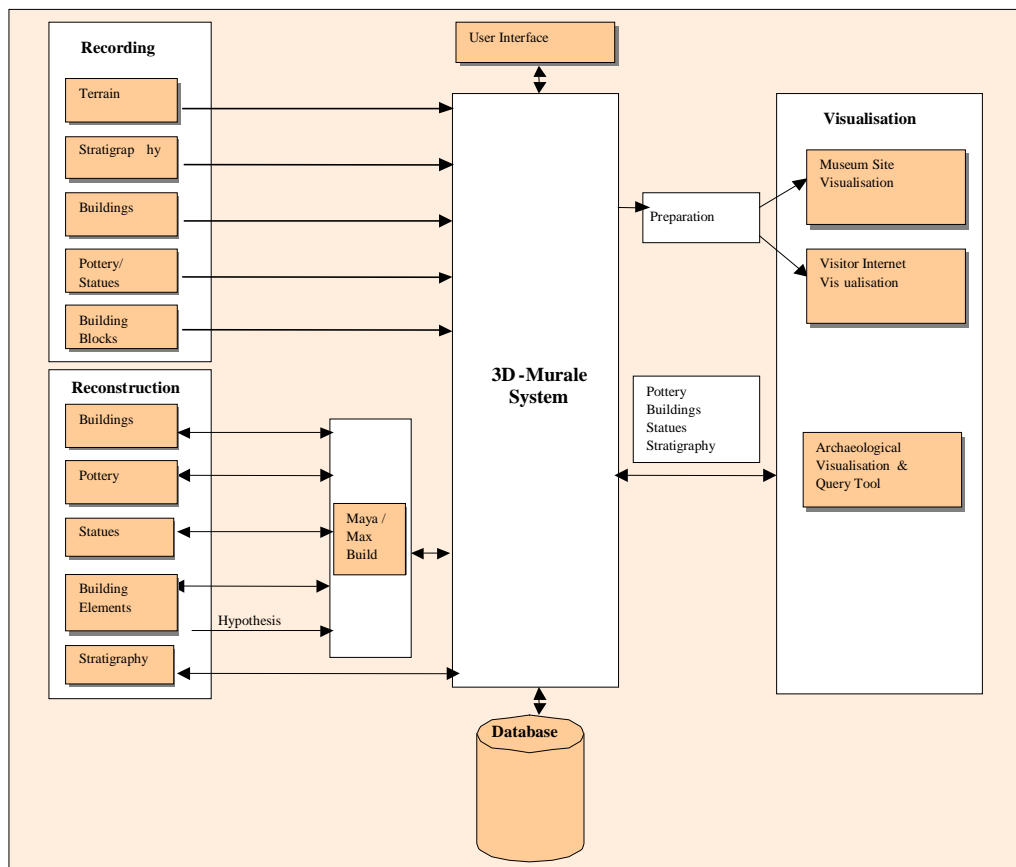 Recording
Terrain
Stratigrap hy
Buildings
Pottery/
Statues
Building
Blocks
Reconstruction
Buildings
Pottery
Statues
Building
Elements
Stratigraphy
Hypothesis
Maya /
Max
Build
User Interface
3D-Murale
System
Database
Preparation
Pottery
Buildings
Statues
Stratigraphy
Visualisation
Museum Site
Visualisation
Visitor Internet
Vis ualisation
Archaeological
Visualisation &
Query Tool